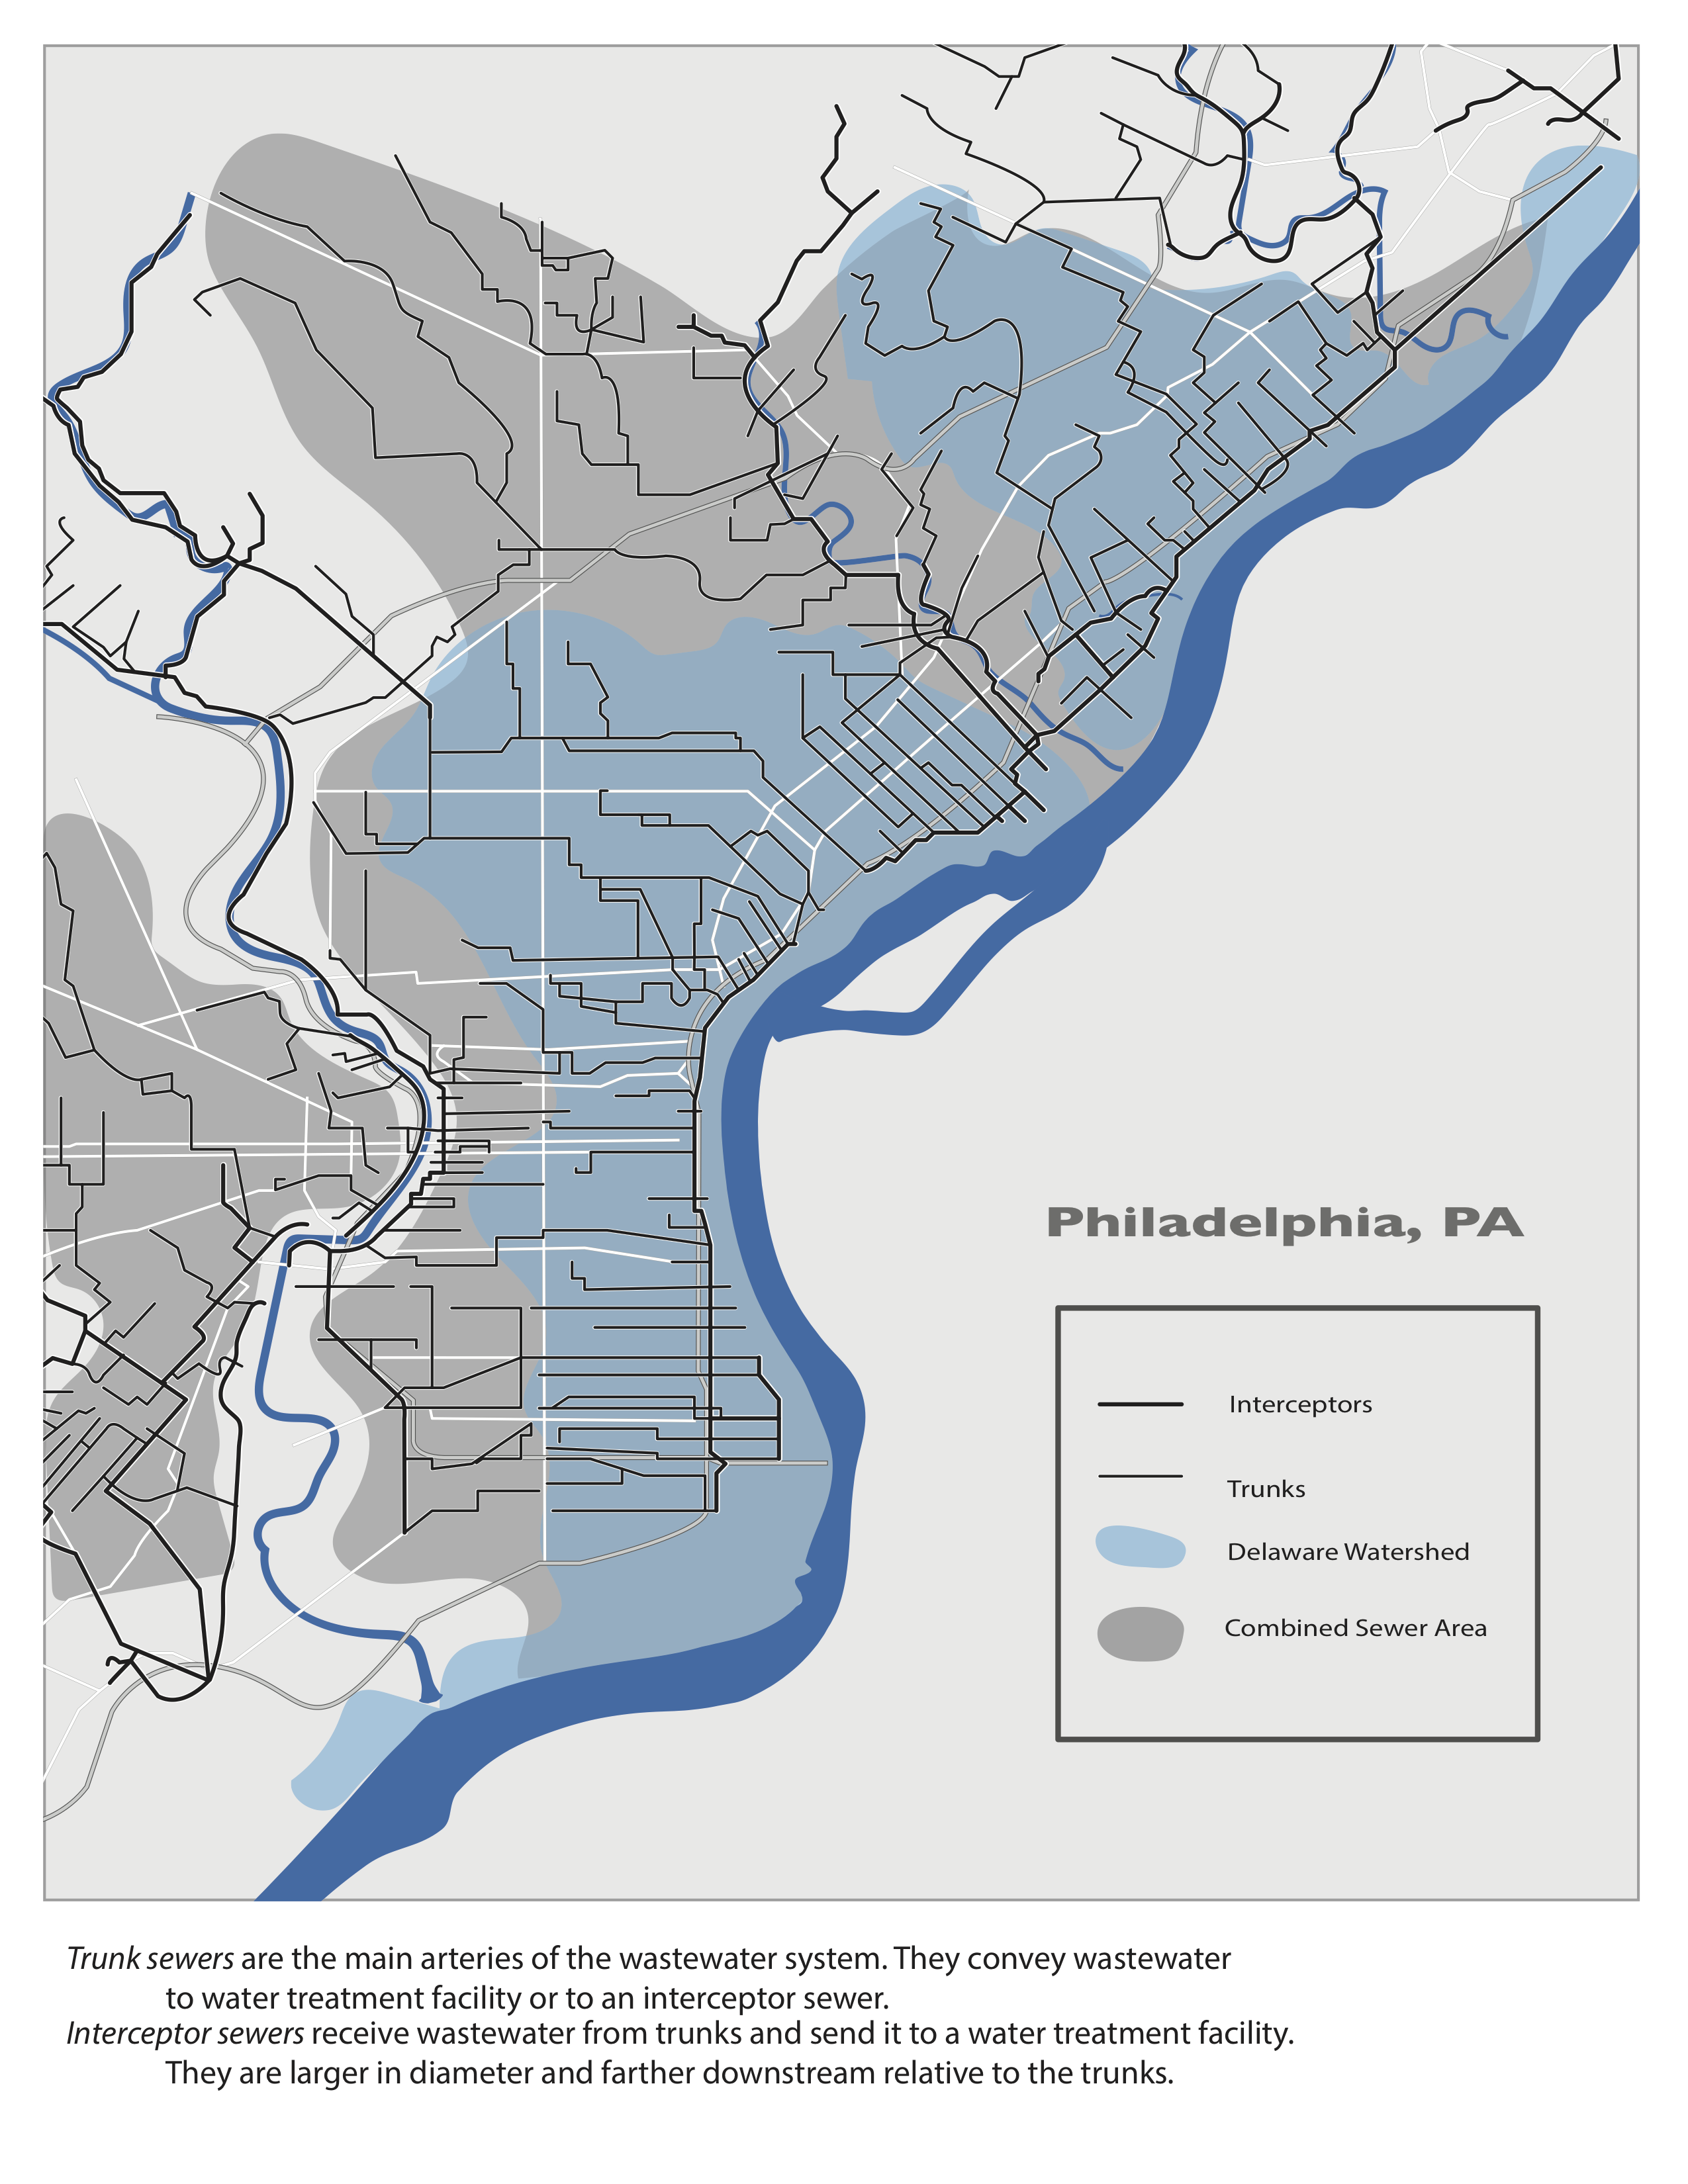 Philadelphia, PA
Interceptors
Trunks
Delaware Watershed
Combined Sewer Area
Trunk sewers are the main arteries of the wastewater system. They convey wastewater
to water treatment facility or to an interceptor sewer.
Interceptor sewers receive wastewater from trunks and send it to a water treatment facility.
They are larger in diameter and farther downstream relative to the trunks.